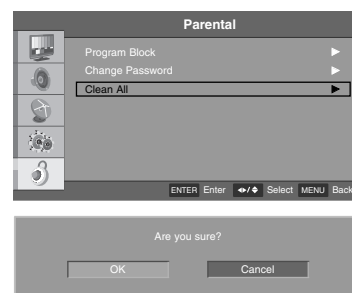 Parental
Program Block
Change Password
Clean All
ENTER Enter Select MENU Back
Are you sure?
OK Cancel